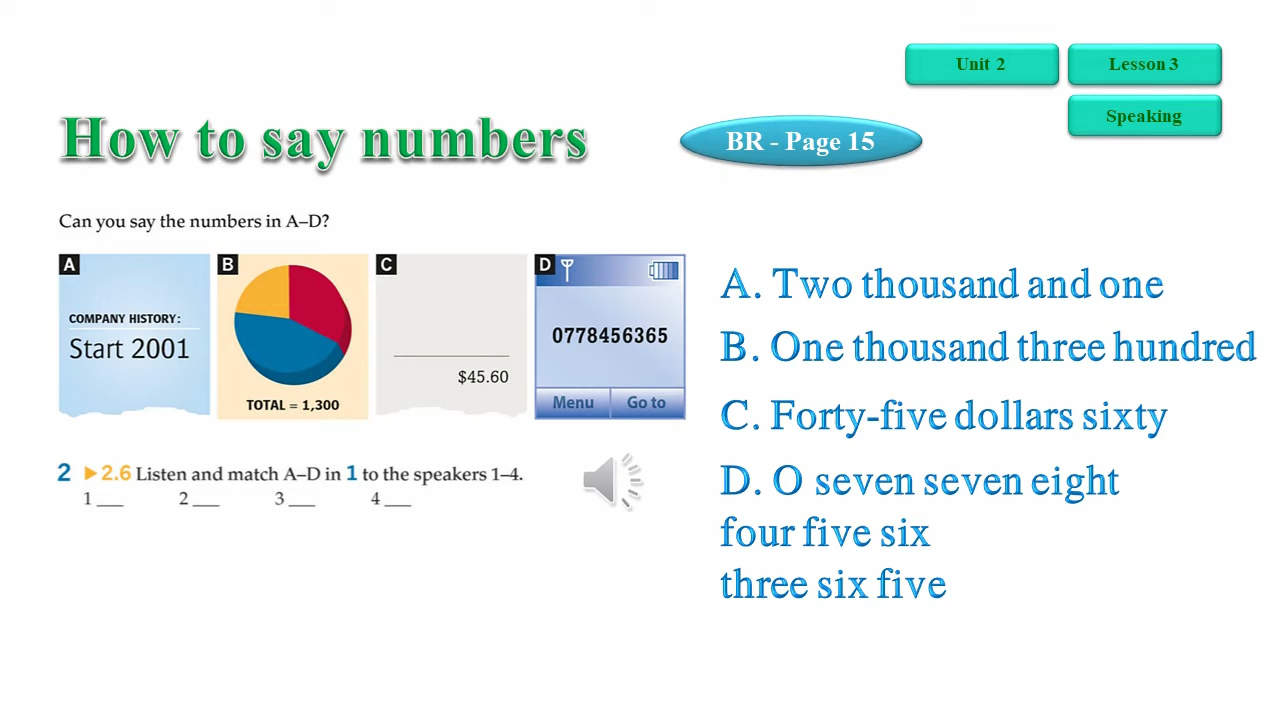 Unit 2
Lesson 3
Speaking
How to say numbers
BR - Page 15
Can you say the numbers in A–D?
A
COMPANY HISTORY:
Start 2001
B
TOTAL = 1,300
C
$45.60
D
0778456365
Menu
Go to
A. Two thousand and one
B. One thousand three hundred
C. Forty-five dollars sixty
D. O seven seven eight
four five six
three six five
2 ▶ 2.6 Listen and match A–D in 1 to the speakers 1–4.
1 ___ 2 ___ 3 ___ 4 ___